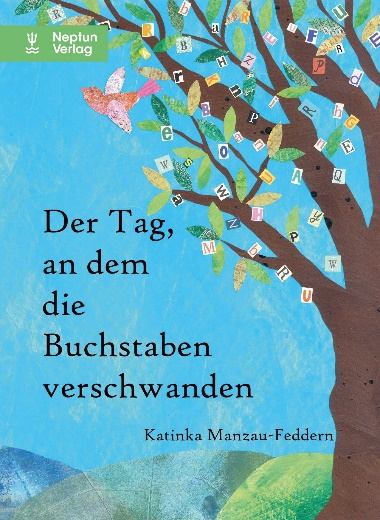 Neptun
Verlag
Der Tag,
an dem
die
Buchstaben
verschwanden
Katinka Manzau-Feddern